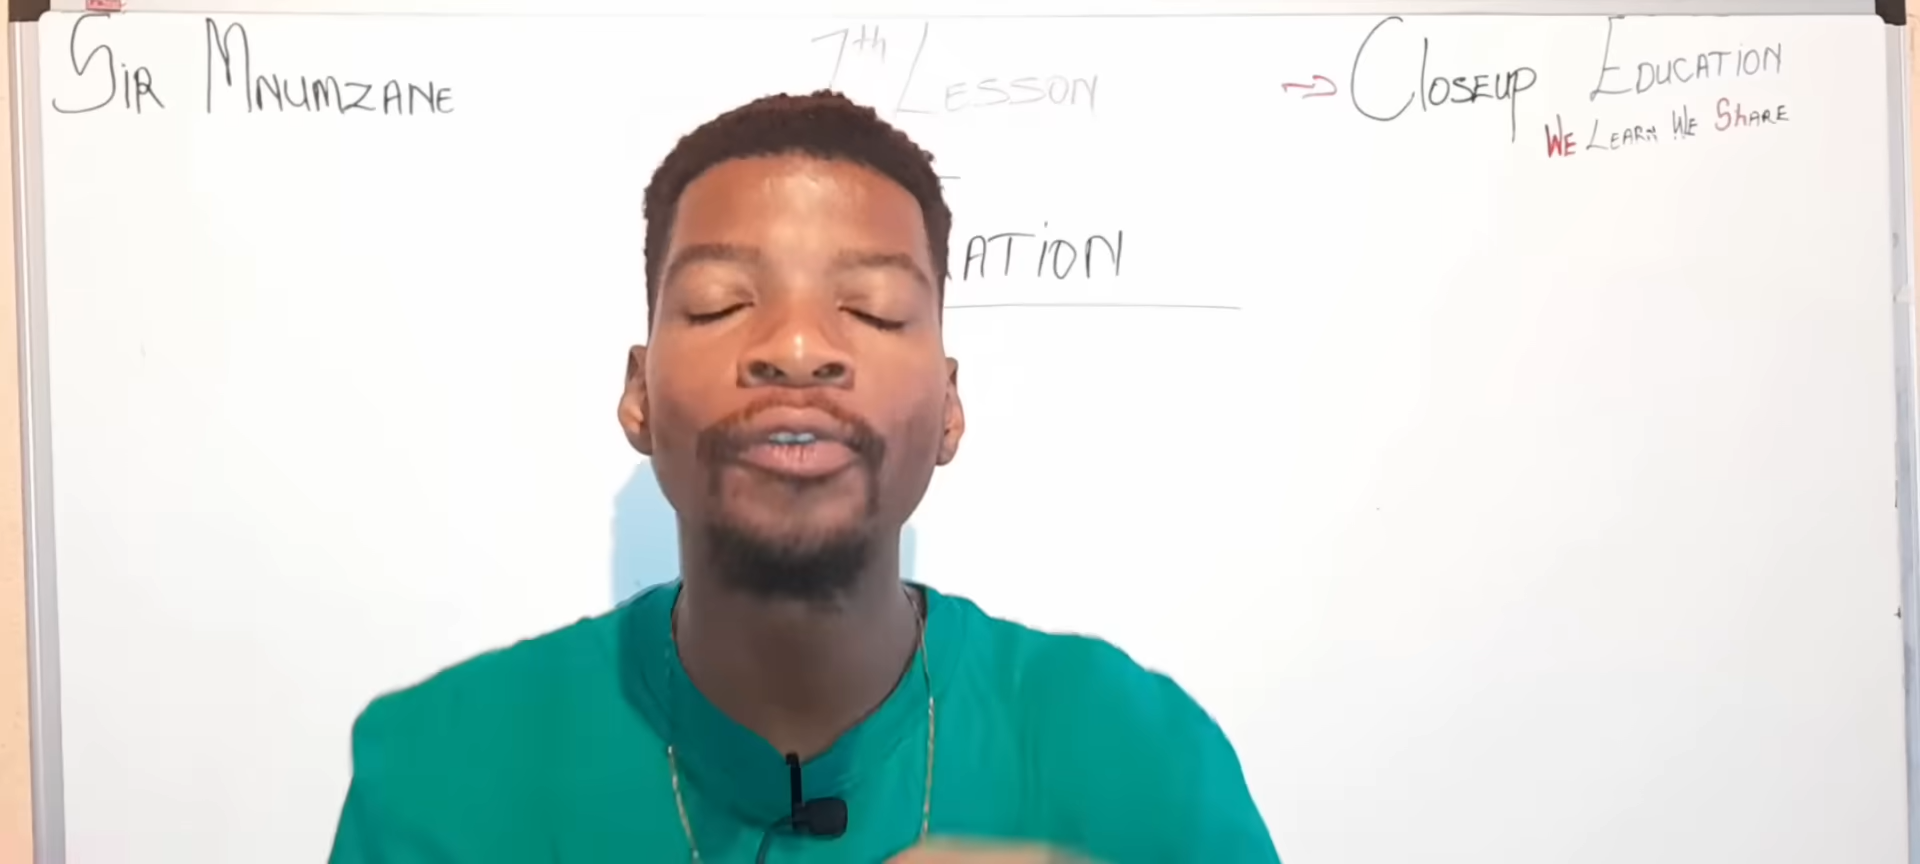 Sir Mnumzane
7th Lesson
⇒ Closeup Education
We Learn We Share
ATION